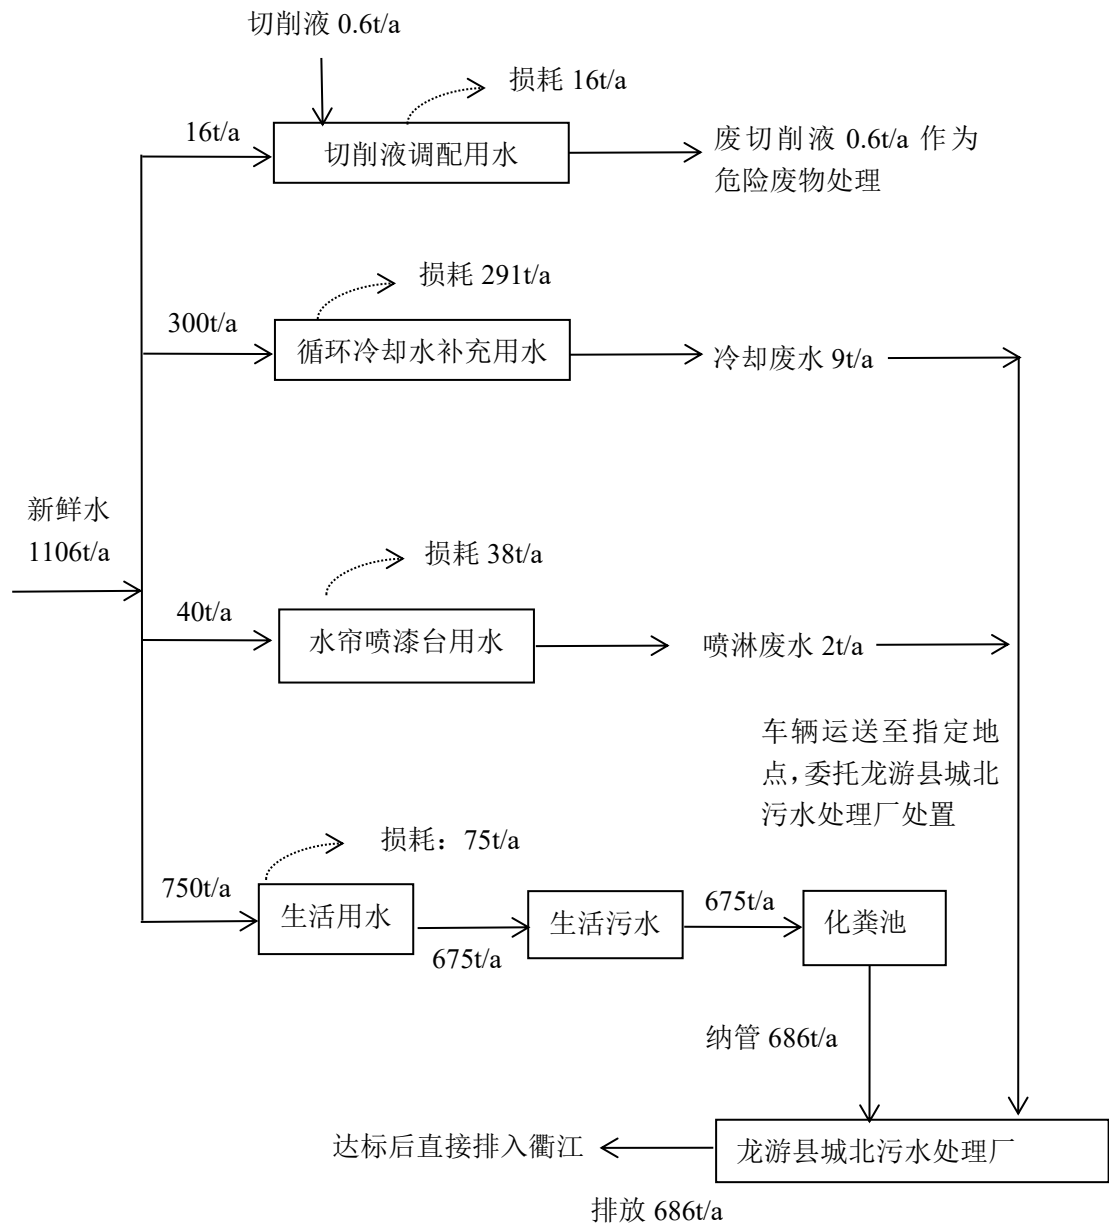 切削液 0.6t/a
损耗 16t/a
16t/a
切削液调配用水
废切削液 0.6t/a 作为
危险废物处理
损耗 291t/a
300t/a
循环冷却水补充用水
冷却废水 9t/a
新鲜水
1106t/a
损耗 38t/a
40t/a
水帘喷漆台用水
喷淋废水 2t/a
车辆运送至指定地
点，委托龙游县城北
污水处理厂处置
损耗：75t/a
750t/a
生活用水
675t/a
生活污水
675t/a
化粪池
纳管 686t/a
达标后直接排入衢江
龙游县城北污水处理厂
排放 686t/a